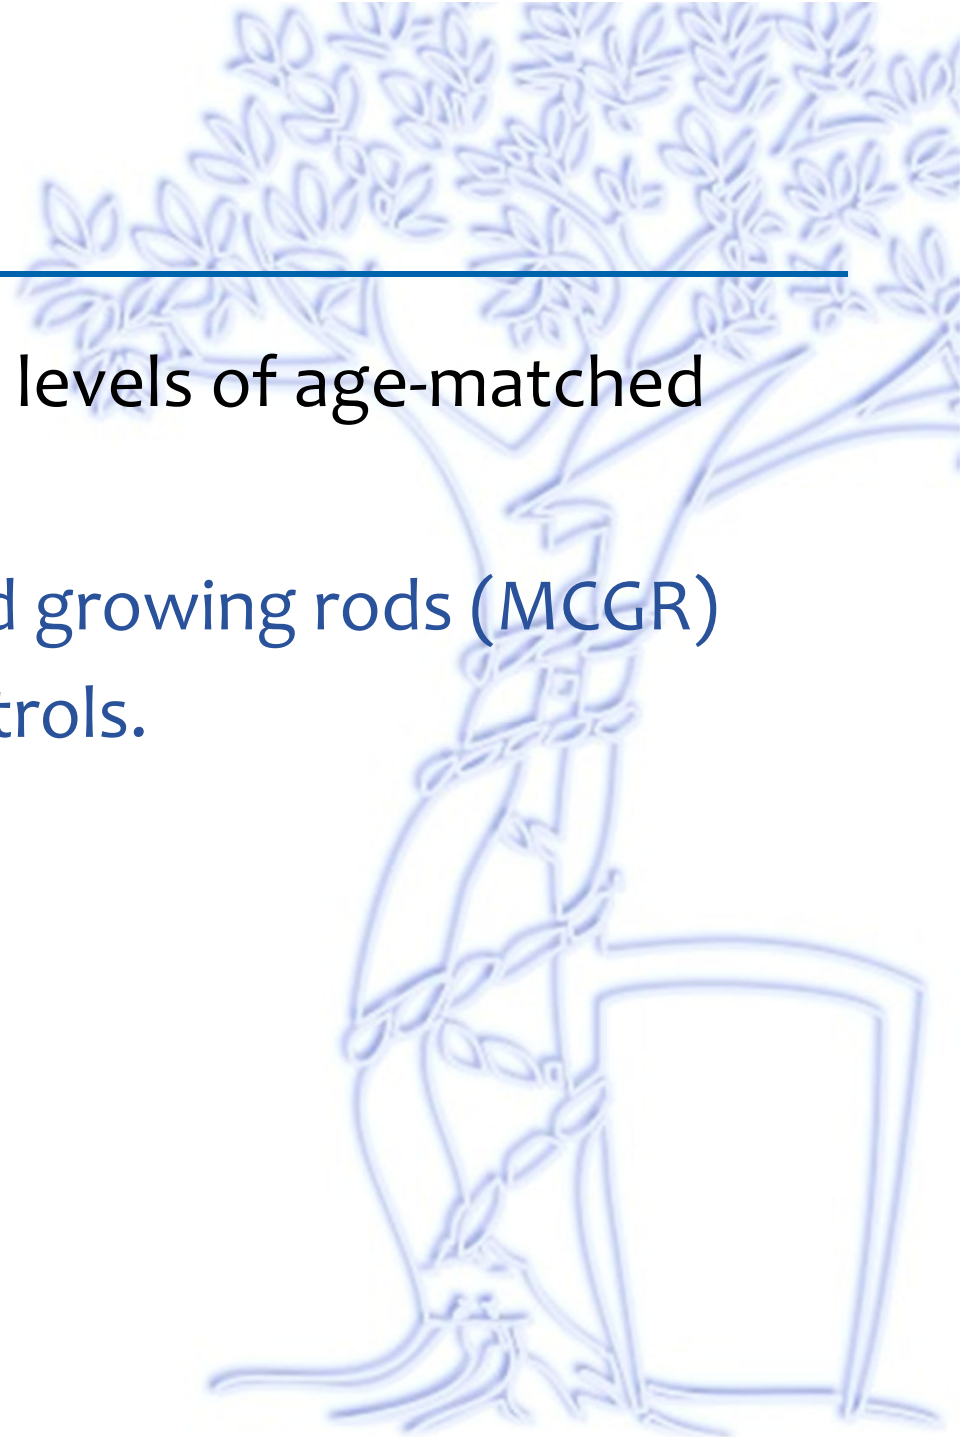 levels of age-matched
d growing rods (MCGR)
trols.